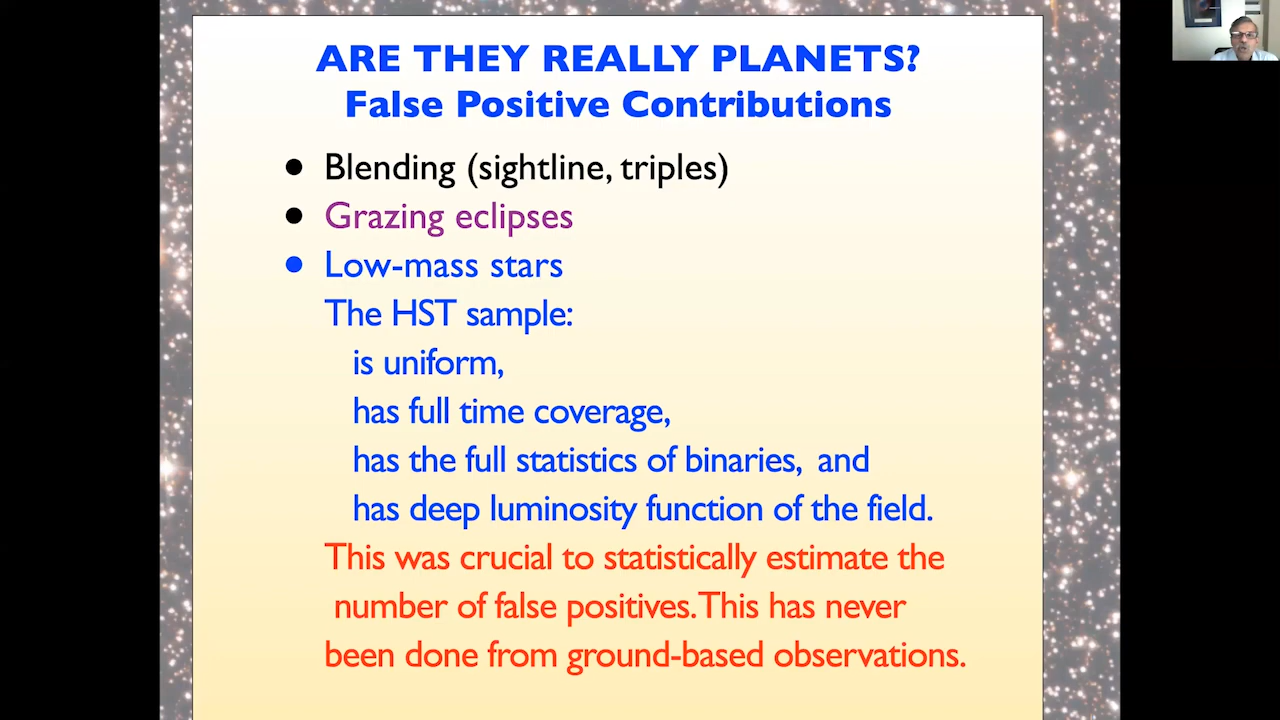 ARE THEY REALLY PLANETS?
False Positive Contributions
• Blending (sightline, triples)
• Grazing eclipses
• Low-mass stars
The HST sample:
is uniform,
has full time coverage,
has the full statistics of binaries, and
has deep luminosity function of the field.
This was crucial to statistically estimate the
number of false positives. This has never
been done from ground-based observations.